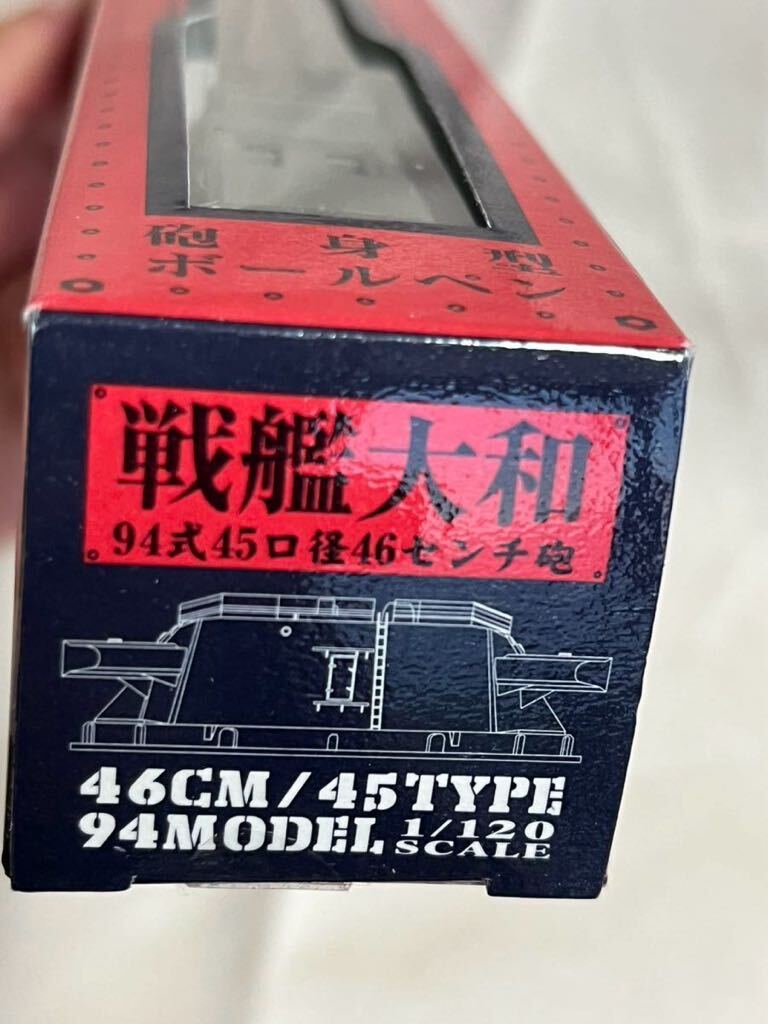 砲身型
ボールペン
戦艦大和
94式45口径46センチ砲
46CM/45TYPE
94MODEL 1/120
SCALE